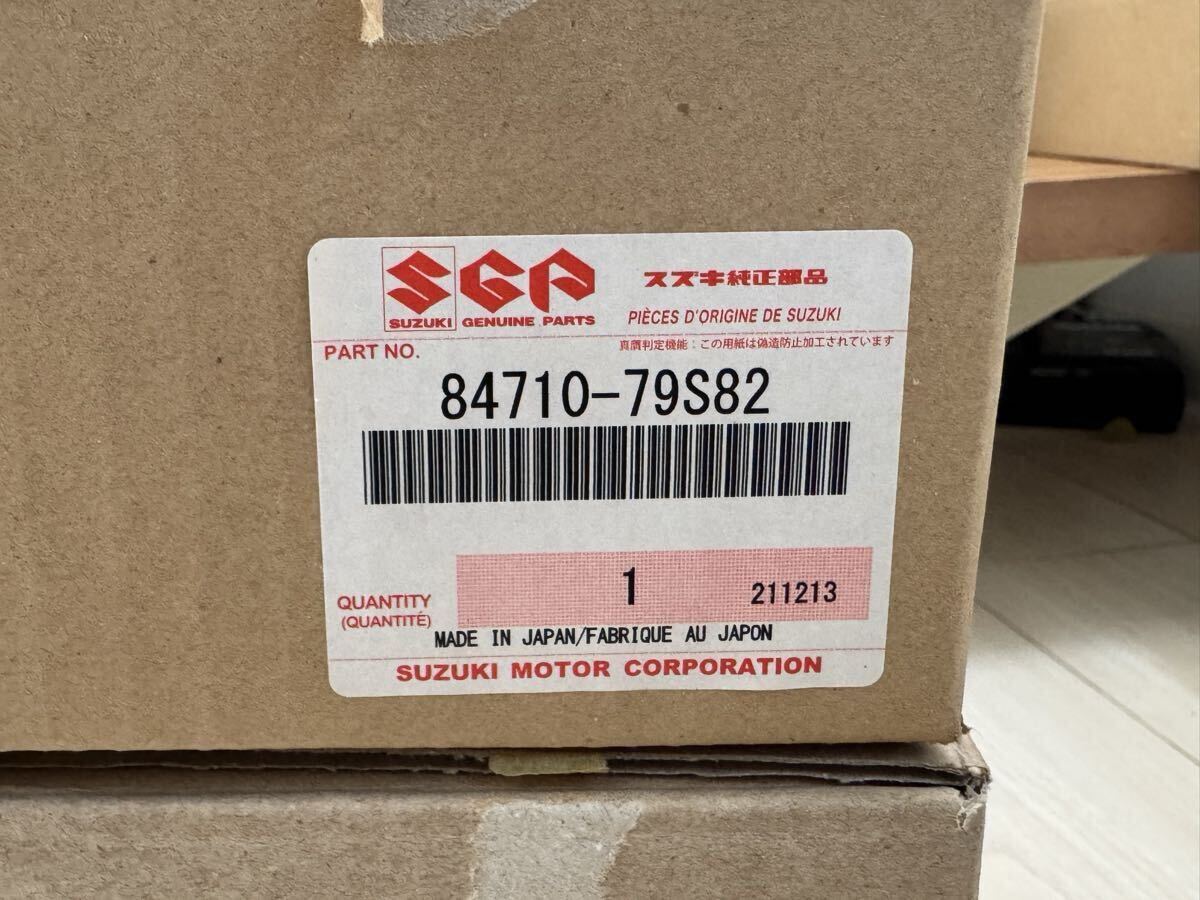 SGP
スズキ純正部品
SUZUKI GENUINE PARTS
PIÈCES D'ORIGINE DE SUZUKI
PART NO.
真贋判定機能：この用紙は偽造防止加工されています
84710-79S82
QUANTITY
(QUANTITÉ)
1
211213
MADE IN JAPAN/FABRIQUE AU JAPON
SUZUKI MOTOR CORPORATION